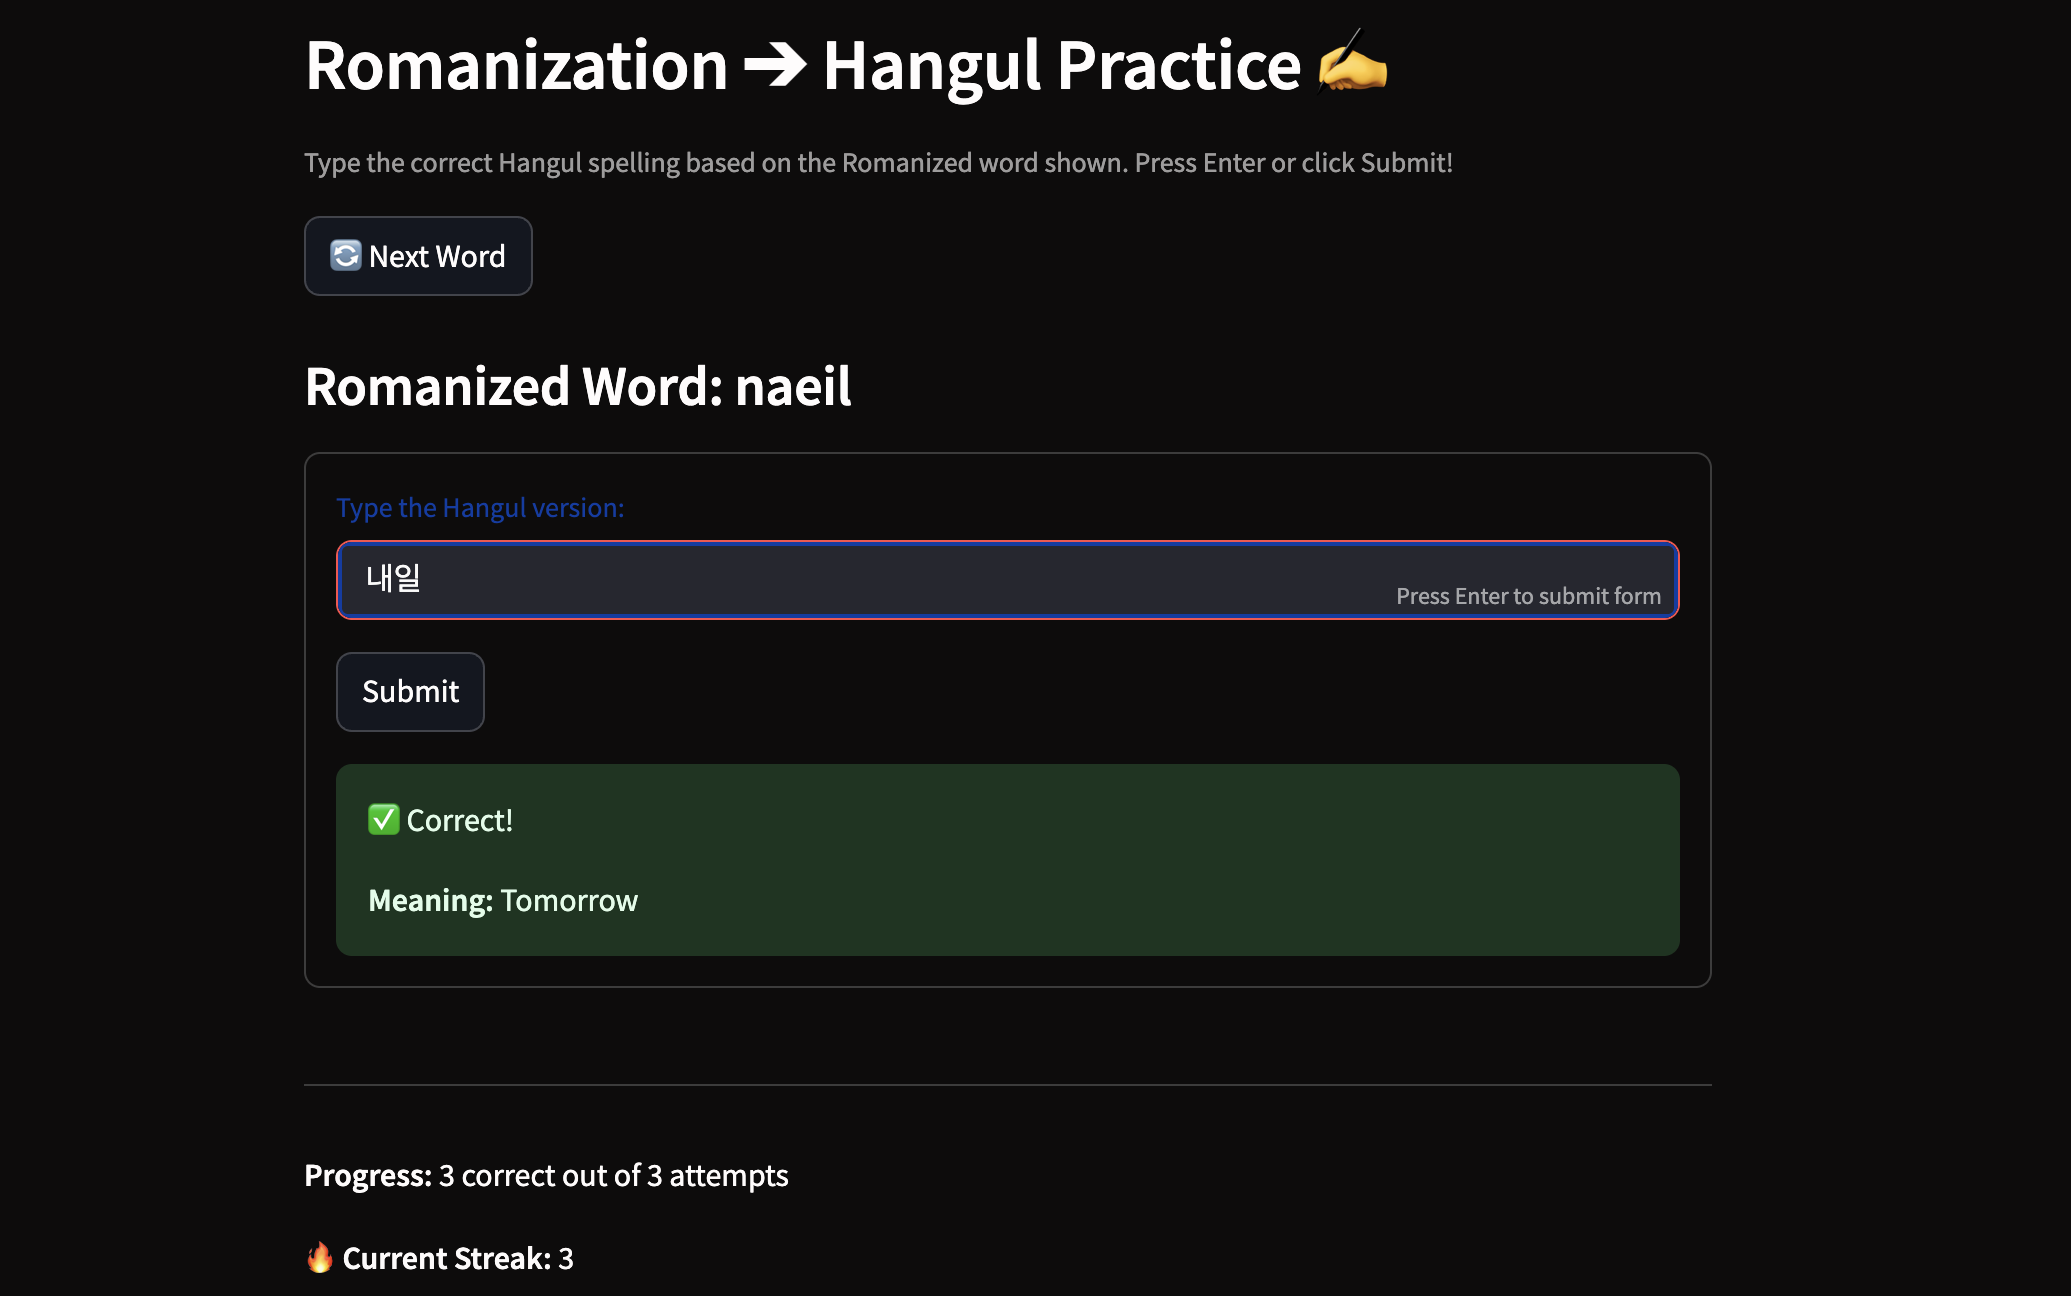 Romanization ➔ Hangul Practice ✍️
Type the correct Hangul spelling based on the Romanized word shown. Press Enter or click Submit!
🔄 Next Word
Romanized Word: naeil
Type the Hangul version:
내일
Press Enter to submit form
Submit
✅ Correct!
Meaning: Tomorrow
Progress: 3 correct out of 3 attempts
🔥 Current Streak: 3